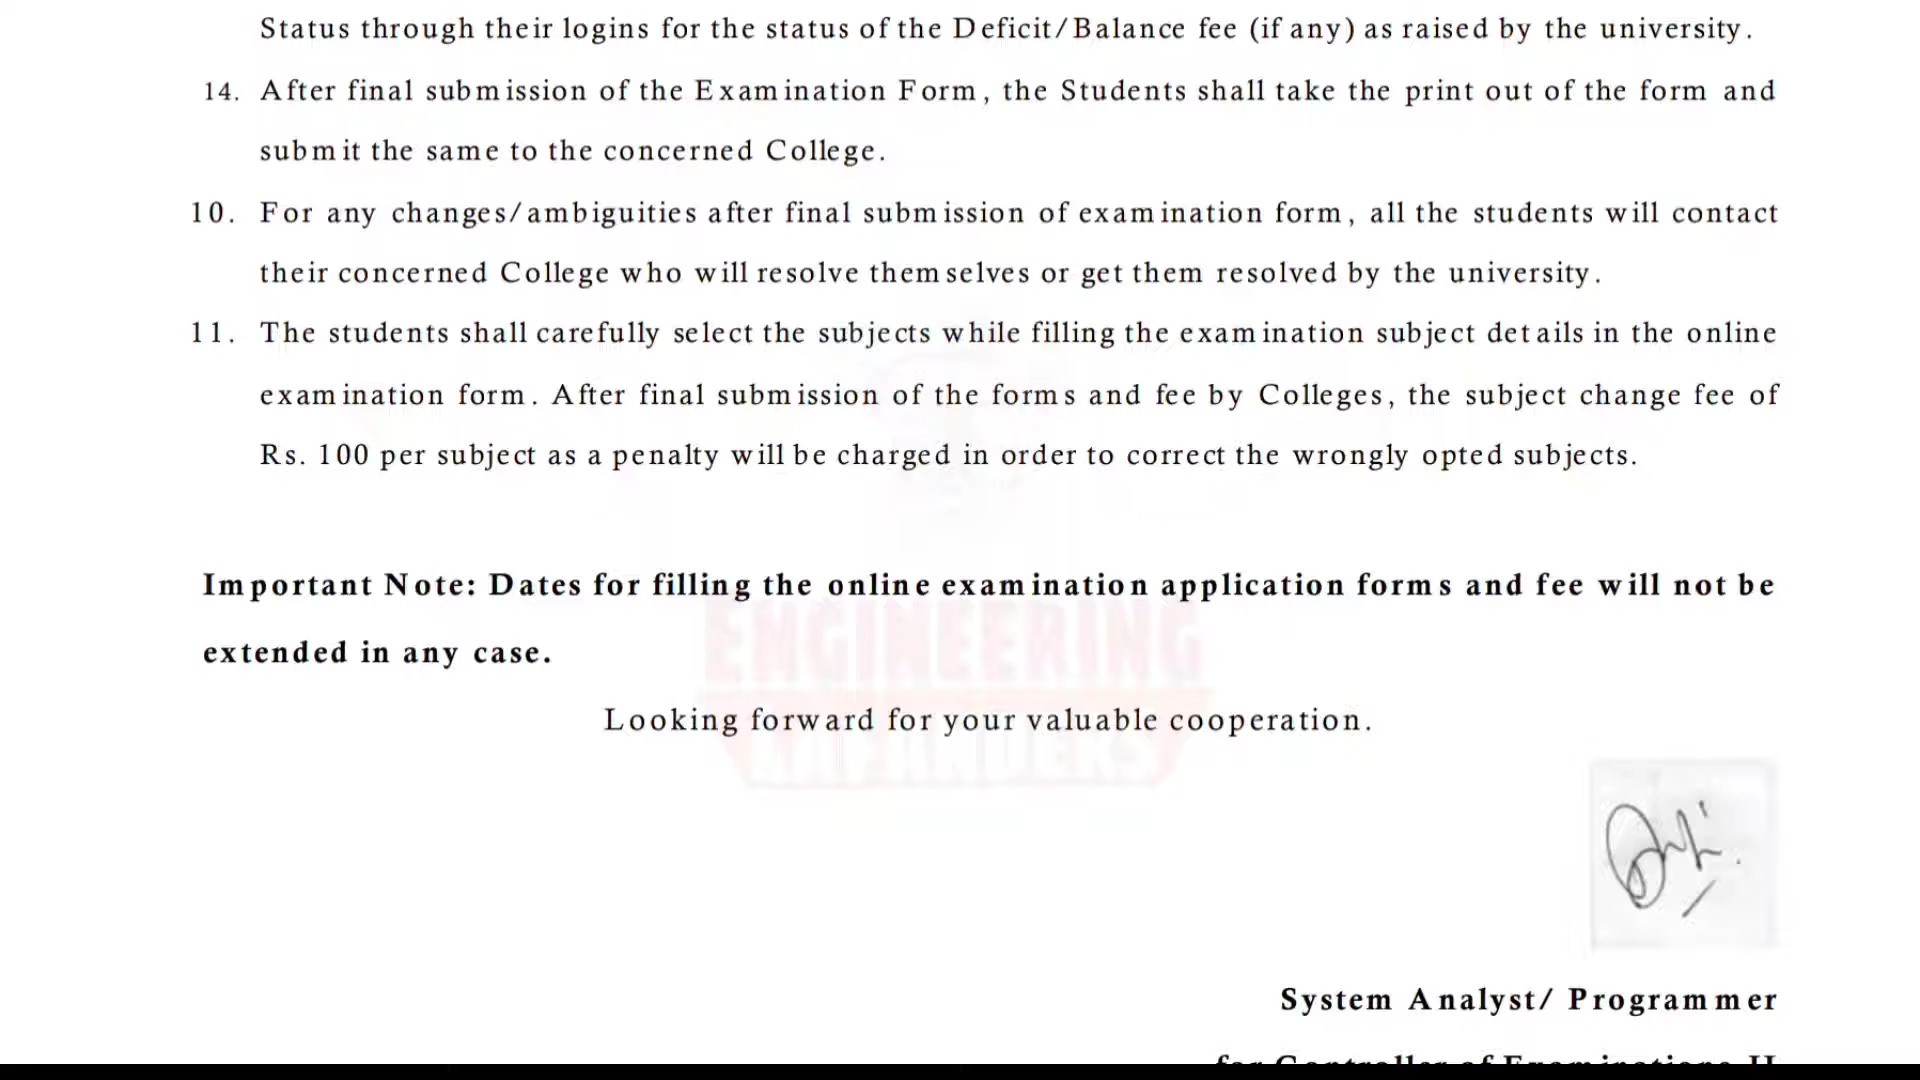 Status through their logins for the status of the Deficit/Balance fee (if any) as raised by the university.
14. After final submission of the Examination Form, the Students shall take the print out of the form and
submit the same to the concerned College.
10. For any changes/ambiguities after final submission of examination form, all the students will contact
their concerned College who will resolve themselves or get them resolved by the university.
11. The students shall carefully select the subjects while filling the examination subject details in the online
examination form. After final submission of the forms and fee by Colleges, the subject change fee of
Rs. 100 per subject as a penalty will be charged in order to correct the wrongly opted subjects.
Important Note: Dates for filling the online examination application forms and fee will not be
extended in any case.
ENGINEERING
Looking forward for your valuable cooperation.
System Analyst/ Programmer
for Controller of Examinations-II